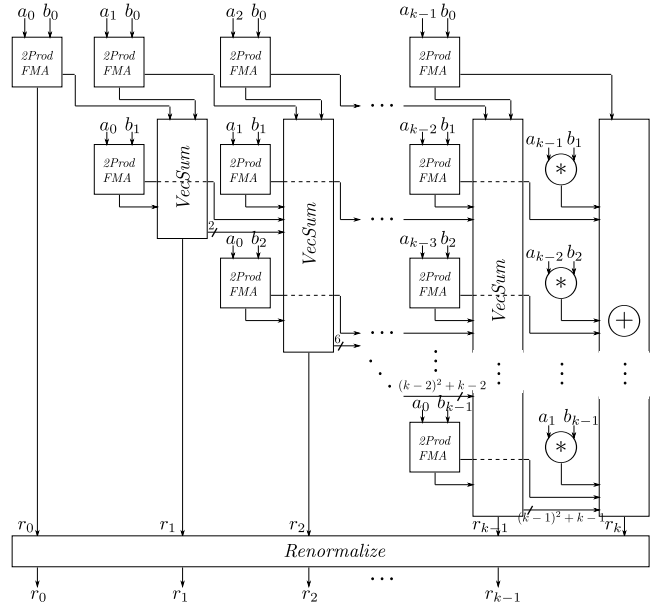 a₀ b₀ a₁ b₀ a₂ b₀ aₖ₋₁ b₀
2Prod 2Prod 2Prod 2Prod
FMA FMA FMA FMA
...
a₀ b₁ a₁ b₁ aₖ₋₂ b₁ aₖ₋₁ b₁
2Prod 2Prod 2Prod
FMA FMA FMA
*
VecSum
...
2
VecSum
a₀ b₂ aₖ₋₃ b₂ aₖ₋₂ b₂
2Prod 2Prod
FMA FMA
*
VecSum
+
...
6
(k−2)²+k−2
a₀ bₖ₋₁ a₁ bₖ₋₁
2Prod
FMA
*
(k−1)²+k−1
r₀ r₁ r₂ rₖ₋₁ rₖ
Renormalize
...
r₀ r₁ r₂ rₖ₋₁